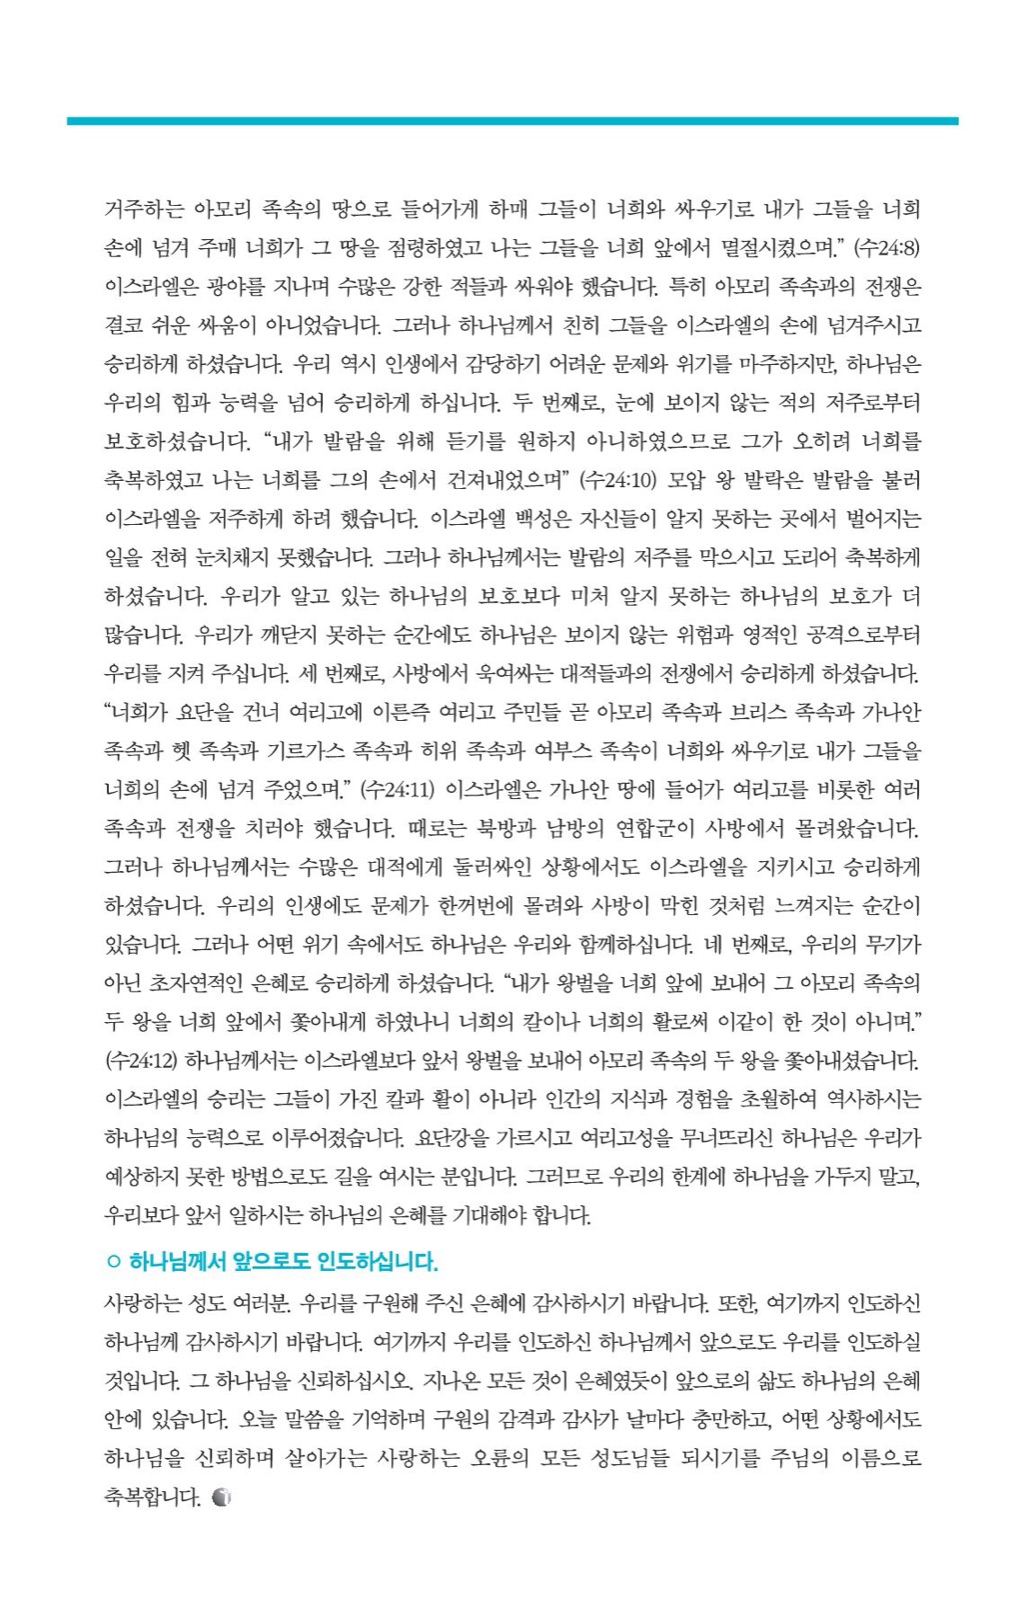 거주하는 아모리 족속의 땅으로 들어가게 하매 그들이 너희와 싸우기로 내가 그들을 너희
손에 넘겨 주매 너희가 그 땅을 점령하였고 나는 그들을 너희 앞에서 멸절시켰으며.” (수24:8)
이스라엘은 광야를 지나며 수많은 강한 적들과 싸워야 했습니다. 특히 아모리 족속과의 전쟁은
결코 쉬운 싸움이 아니었습니다. 그러나 하나님께서 친히 그들을 이스라엘의 손에 넘겨주시고
승리하게 하셨습니다. 우리 역시 인생에서 감당하기 어려운 문제와 위기를 마주하지만, 하나님은
우리의 힘과 능력을 넘어 승리하게 하십니다. 두 번째로, 눈에 보이지 않는 적의 저주로부터
보호하셨습니다. “내가 발람을 위해 듣기를 원하지 아니하였으므로 그가 오히려 너희를
축복하였고 나는 너희를 그의 손에서 건져내었으며” (수24:10) 모압 왕 발락은 발람을 불러
이스라엘을 저주하게 하려 했습니다. 이스라엘 백성은 자신들이 알지 못하는 곳에서 벌어지는
일을 전혀 눈치채지 못했습니다. 그러나 하나님께서는 발람의 저주를 막으시고 도리어 축복하게
하셨습니다. 우리가 알고 있는 하나님의 보호보다 미처 알지 못하는 하나님의 보호가 더
많습니다. 우리가 깨닫지 못하는 순간에도 하나님은 보이지 않는 위험과 영적인 공격으로부터
우리를 지켜 주십니다. 세 번째로, 사방에서 욱여싸는 대적들과의 전쟁에서 승리하게 하셨습니다.
“너희가 요단을 건너 여리고에 이른즉 여리고 주민들 곧 아모리 족속과 브리스 족속과 가나안
족속과 헷 족속과 기르가스 족속과 히위 족속과 여부스 족속이 너희와 싸우기로 내가 그들을
너희의 손에 넘겨 주었으며.” (수24:11) 이스라엘은 가나안 땅에 들어가 여리고를 비롯한 여러
족속과 전쟁을 치러야 했습니다. 때로는 북방과 남방의 연합군이 사방에서 몰려왔습니다.
그러나 하나님께서는 수많은 대적에게 둘러싸인 상황에서도 이스라엘을 지키시고 승리하게
하셨습니다. 우리의 인생에도 문제가 한꺼번에 몰려와 사방이 막힌 것처럼 느껴지는 순간이
있습니다. 그러나 어떤 위기 속에서도 하나님은 우리와 함께하십니다. 네 번째로, 우리의 무기가
아닌 초자연적인 은혜로 승리하게 하셨습니다. “내가 왕벌을 너희 앞에 보내어 그 아모리 족속의
두 왕을 너희 앞에서 쫓아내게 하였나니 너희의 칼이나 너희의 활로써 이같이 한 것이 아니며.”
(수24:12) 하나님께서는 이스라엘보다 앞서 왕벌을 보내어 아모리 족속의 두 왕을 쫓아내셨습니다.
이스라엘의 승리는 그들이 가진 칼과 활이 아니라 인간의 지식과 경험을 초월하여 역사하시는
하나님의 능력으로 이루어졌습니다. 요단강을 가르시고 여리고성을 무너뜨리신 하나님은 우리가
예상하지 못한 방법으로도 길을 여시는 분입니다. 그러므로 우리의 한계에 하나님을 가두지 말고,
우리보다 앞서 일하시는 하나님의 은혜를 기대해야 합니다.
○ 하나님께서 앞으로도 인도하십니다.
사랑하는 성도 여러분. 우리를 구원해 주신 은혜에 감사하시기 바랍니다. 또한, 여기까지 인도하신
하나님께 감사하시기 바랍니다. 여기까지 우리를 인도하신 하나님께서 앞으로도 우리를 인도하실
것입니다. 그 하나님을 신뢰하십시오. 지나온 모든 것이 은혜였듯이 앞으로의 삶도 하나님의 은혜
안에 있습니다. 오늘 말씀을 기억하며 구원의 감격과 감사가 날마다 충만하고, 어떤 상황에서도
하나님을 신뢰하며 살아가는 사랑하는 오륜의 모든 성도님들 되시기를 주님의 이름으로
축복합니다.